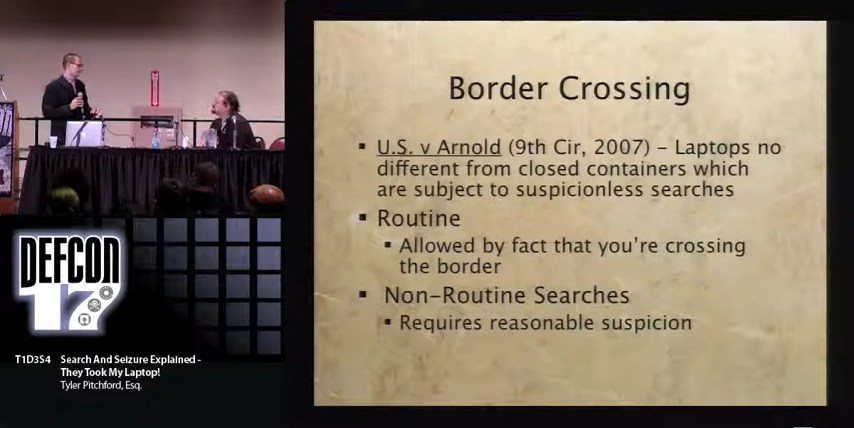 Border Crossing
▪ U.S. v Arnold (9th Cir, 2007) – Laptops no
different from closed containers which
are subject to suspicionless searches
▪ Routine
▪ Allowed by fact that you're crossing
the border
▪ Non-Routine Searches
▪ Requires reasonable suspicion
DEFCON
17
T1D3S4 Search And Seizure Explained -
They Took My Laptop!
Tyler Pitchford, Esq.